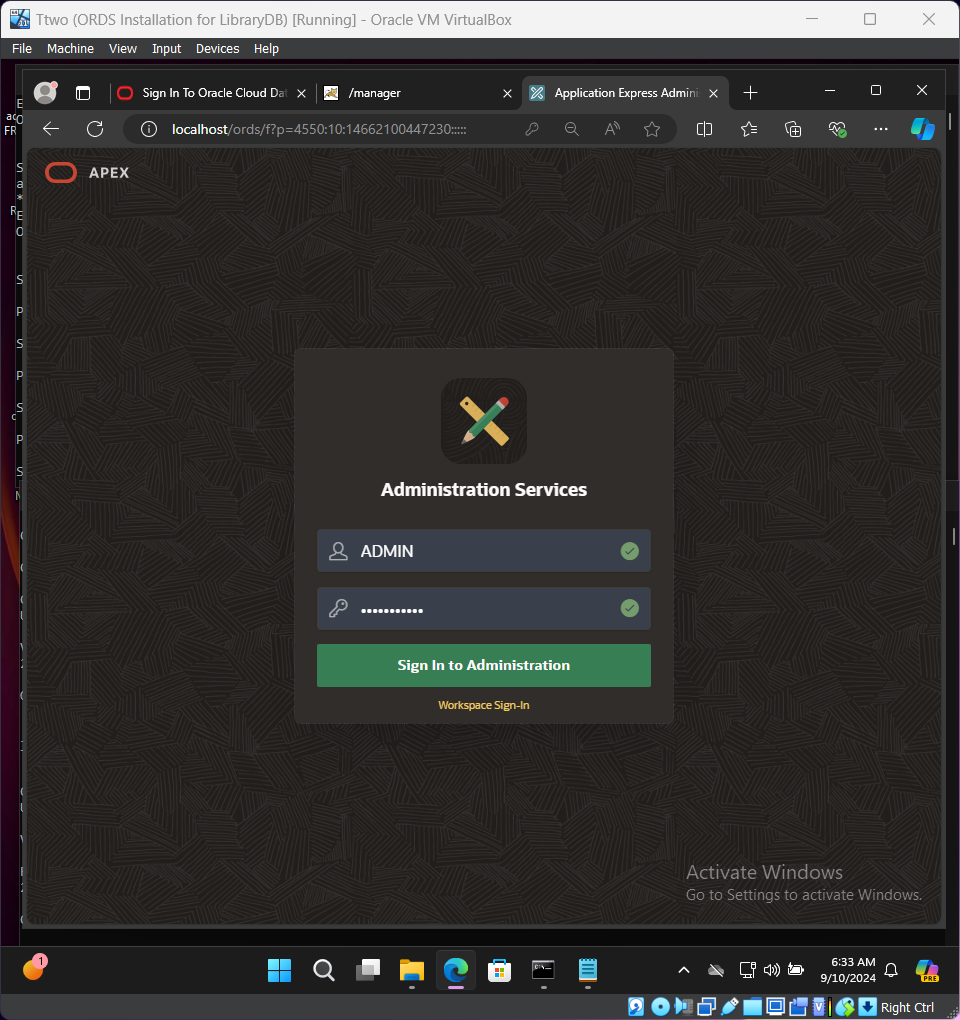 Ttwo (ORDS Installation for LibraryDB) [Running] - Oracle VM VirtualBox
File Machine View Input Devices Help
Sign In To Oracle Cloud Dat
/manager
Application Express Admini
localhost/ords/f?p=4550:10:14662100447230:::::
APEX
Administration Services
ADMIN
•••••••••••
Sign In to Administration
Workspace Sign-In
Activate Windows
Go to Settings to activate Windows.
1
6:33 AM
9/10/2024
PRE
Right Ctrl